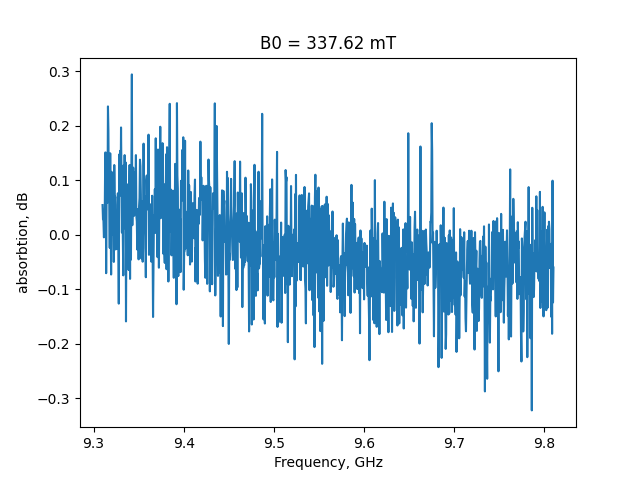 B0 = 337.62 mT
absorbtion, dB
0.3
0.2
0.1
0.0
−0.1
−0.2
−0.3
9.3 9.4 9.5 9.6 9.7 9.8
Frequency, GHz